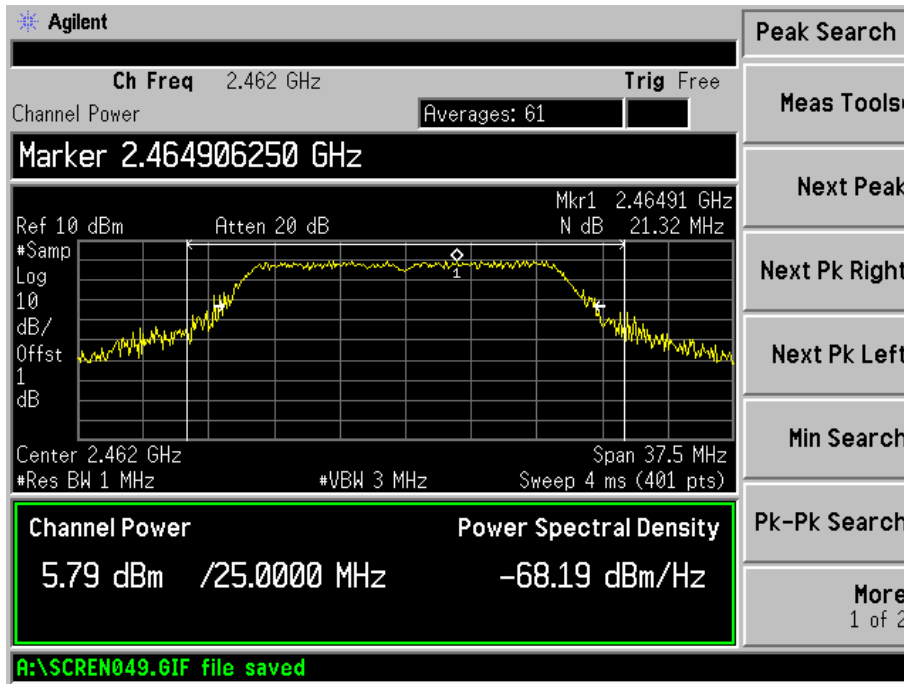 Agilent
Ch Freq 2.462 GHz Trig Free
Channel Power Averages: 61
Marker 2.464906250 GHz
Mkr1 2.46491 GHz
Ref 10 dBm Atten 20 dB N dB 21.32 MHz
#Samp
Log
10
dB/
Offst
1
dB
1
Center 2.462 GHz Span 37.5 MHz
#Res BW 1 MHz #VBW 3 MHz Sweep 4 ms (401 pts)
Channel Power Power Spectral Density
5.79 dBm /25.0000 MHz -68.19 dBm/Hz
A:\SCREN049.GIF file saved
Peak Search
Meas Tools
Next Peak
Next Pk Right
Next Pk Left
Min Search
Pk-Pk Search
More
1 of 2